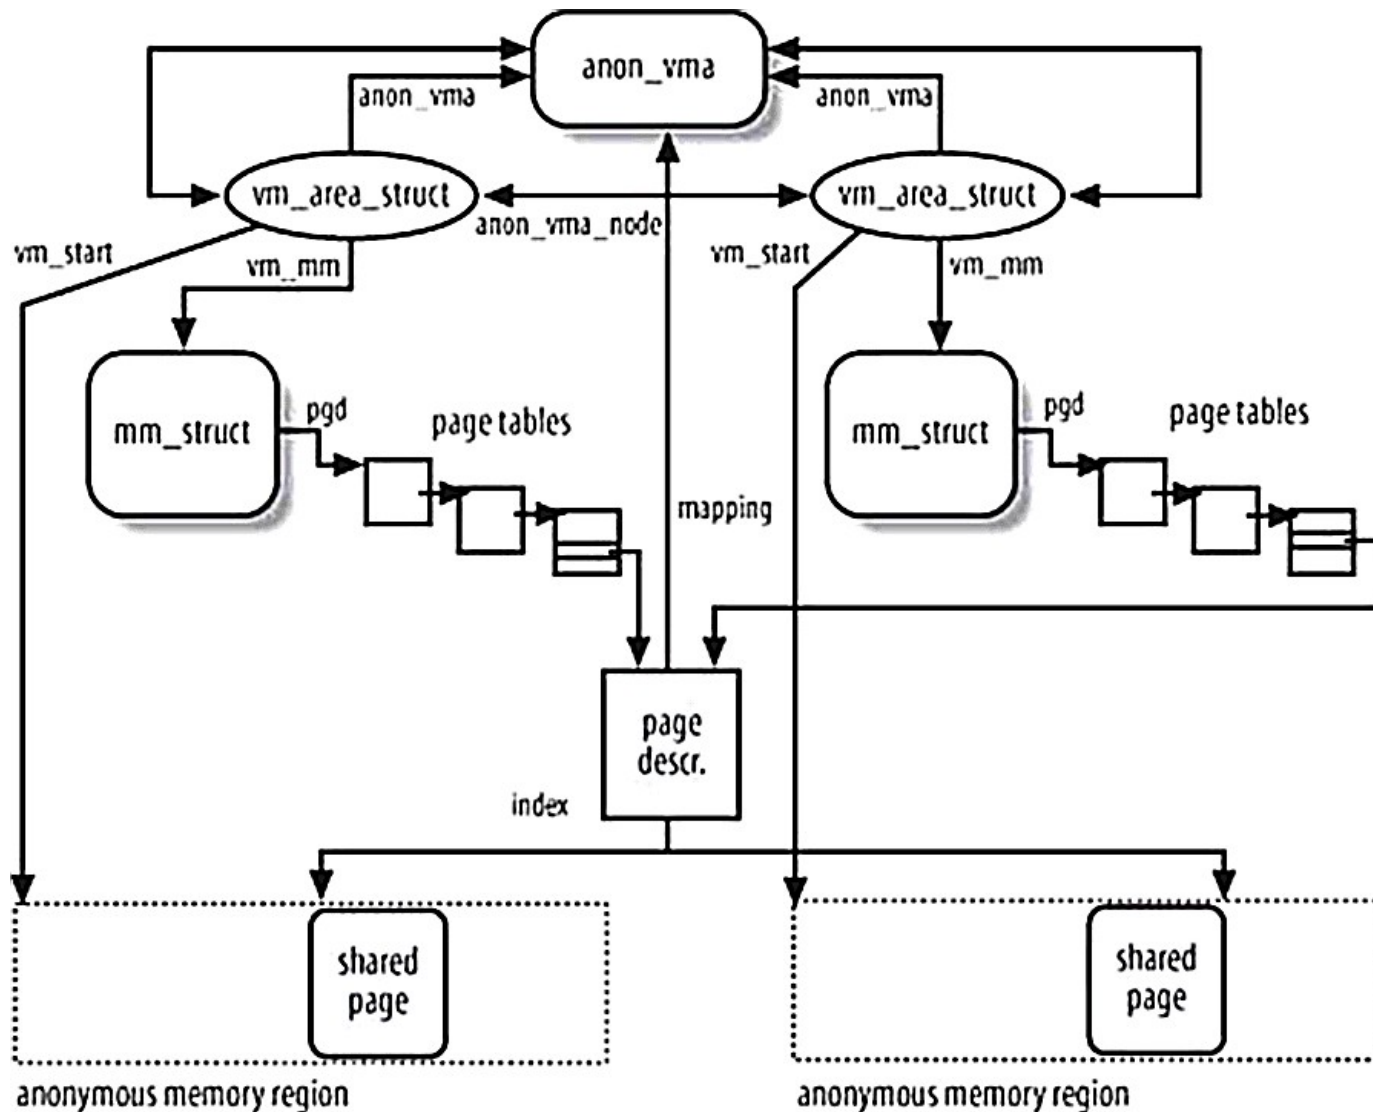 anon_vma
anon_vma
anon_vma
vm_area_struct
vm_area_struct
anon_vma_node
vm_start
vm_mm
vm_start
vm_mm
mm_struct
pgd
page tables
mm_struct
pgd
page tables
mapping
page
descr.
index
shared
page
shared
page
anonymous memory region
anonymous memory region